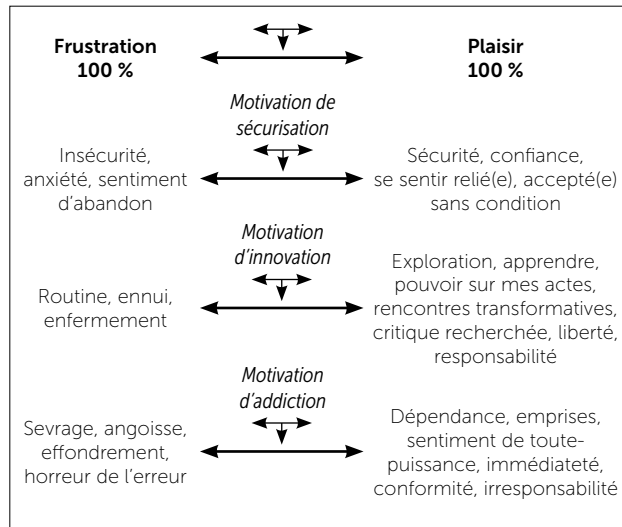 Frustration
100 %
Plaisir
100 %
Motivation de
sécurisation
Insécurité,
anxiété, sentiment
d'abandon
Sécurité, confiance,
se sentir relié(e), accepté(e)
sans condition
Motivation
d'innovation
Routine, ennui,
enfermement
Exploration, apprendre,
pouvoir sur mes actes,
rencontres transformatives,
critique recherchée, liberté,
responsabilité
Motivation
d'addiction
Sevrage, angoisse,
effondrement,
horreur de l'erreur
Dépendance, emprises,
sentiment de toute-
puissance, immédiateté,
conformité, irresponsabilité